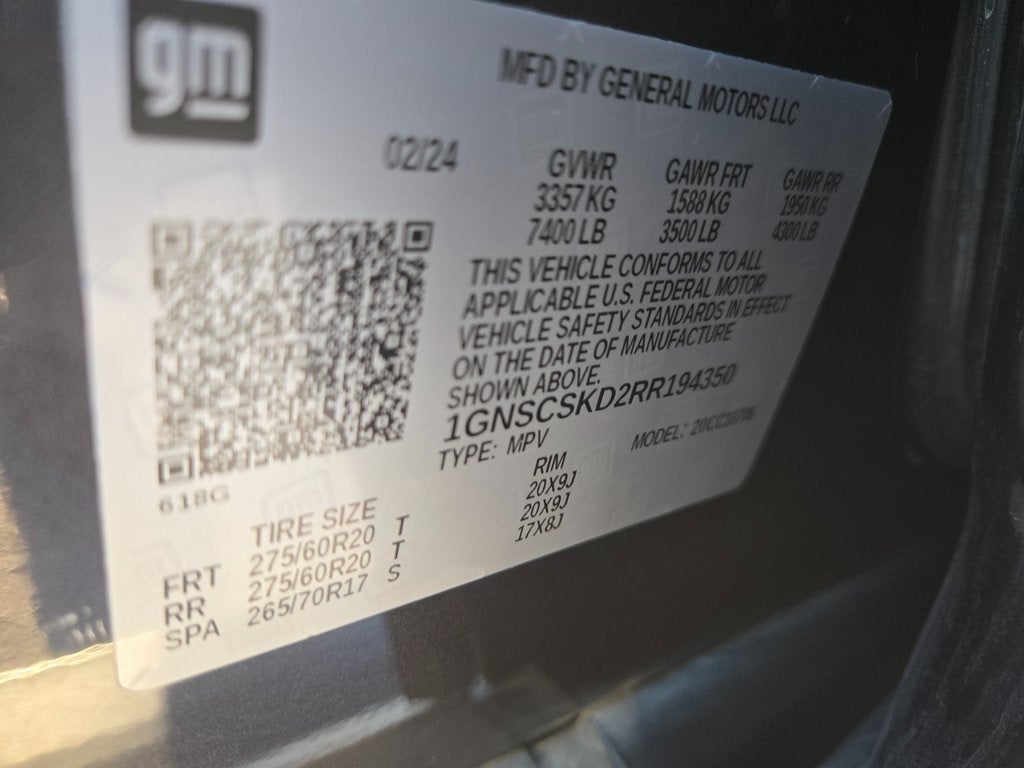 gm
MFD BY GENERAL MOTORS LLC
02/24
GVWR GAWR FRT GAWR RR
3357 KG 1588 KG 1950 KG
7400 LB 3500 LB 4300 LB
THIS VEHICLE CONFORMS TO ALL
APPLICABLE U.S. FEDERAL MOTOR
VEHICLE SAFETY STANDARDS IN EFFECT
ON THE DATE OF MANUFACTURE
SHOWN ABOVE.
1GNSCSKD2RR194350
TYPE: MPV MODEL:
618G
TIRE SIZE RIM
FRT 275/60R20 T 20X9J
RR 275/60R20 T 20X9J
SPA 265/70R17 S 17X8J